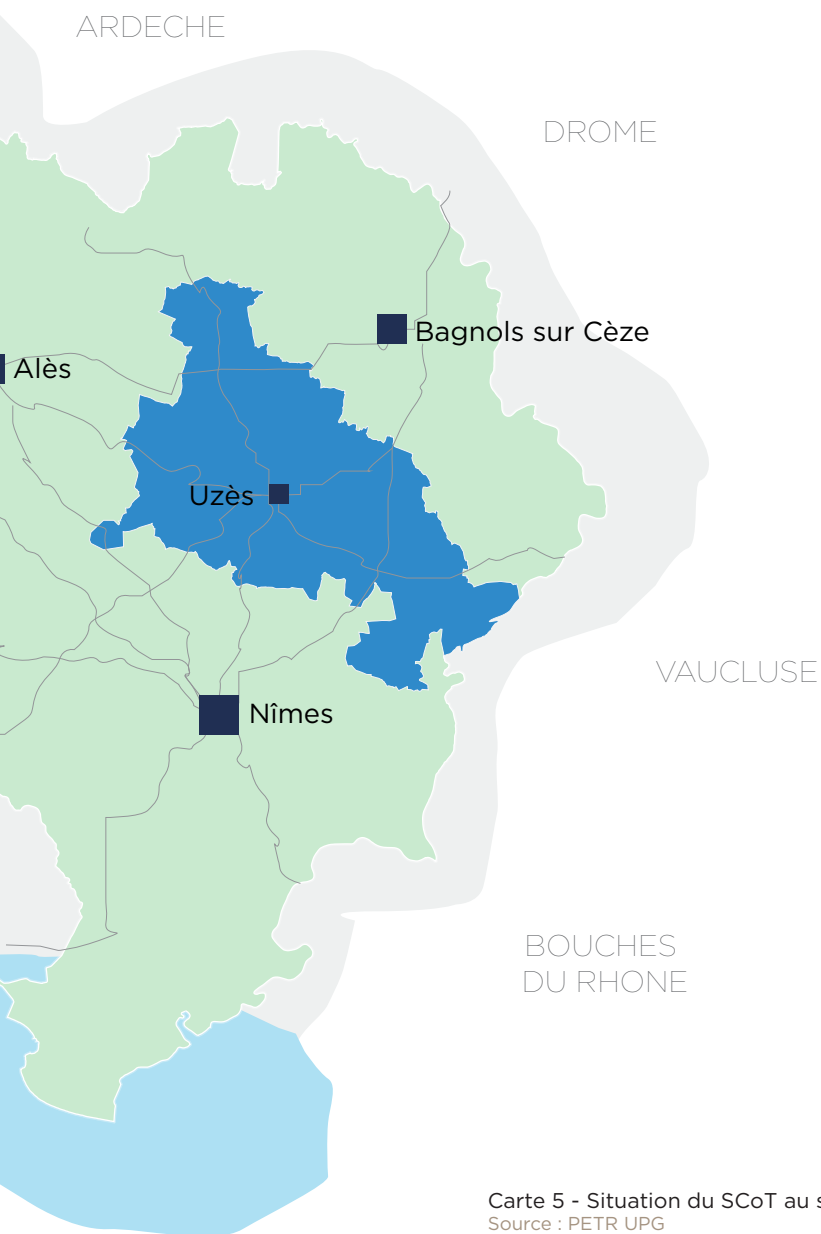 ARDECHE
DROME
Bagnols sur Cèze
Alès
Uzès
VAUCLUSE
Nîmes
BOUCHES
DU RHONE
Carte 5 - Situation du SCoT au
Source : PETR UPG